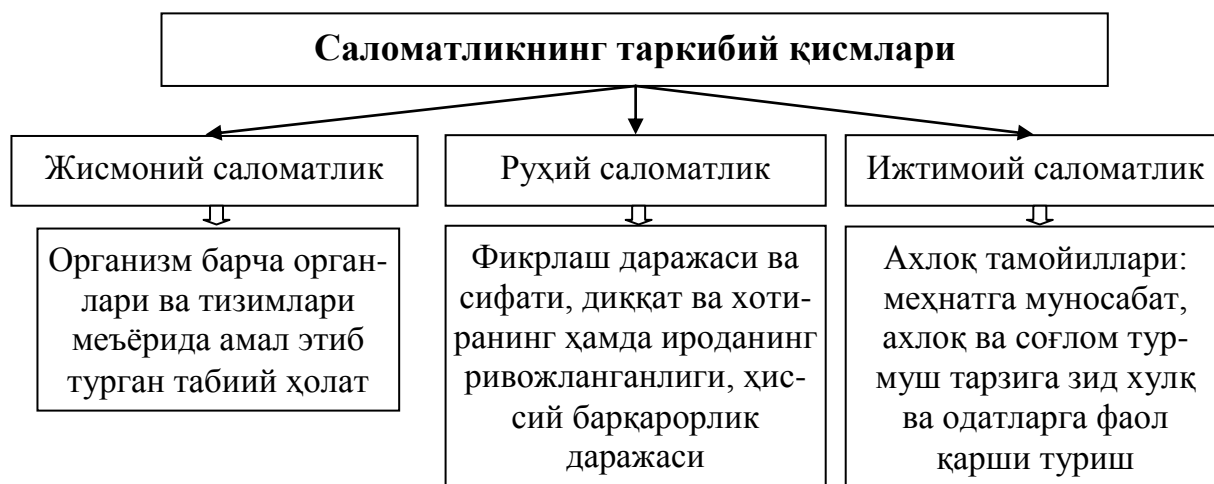 Саломатликнинг таркибий қисмлари
Жисмоний саломатлик
Руҳий саломатлик
Ижтимоий саломатлик
Организм барча орган-
лари ва тизимлари
меъёрида амал этиб
турган табиий ҳолат
Фикрлаш даражаси ва
сифати, диққат ва хоти-
ранинг ҳамда ироданинг
ривожланганлиги, ҳис-
сий барқарорлик
даражаси
Ахлоқ тамойиллари:
меҳнатга муносабат,
ахлоқ ва соғлом тур-
муш тарзига зид хулқ
ва одатларга фаол
қарши туриш